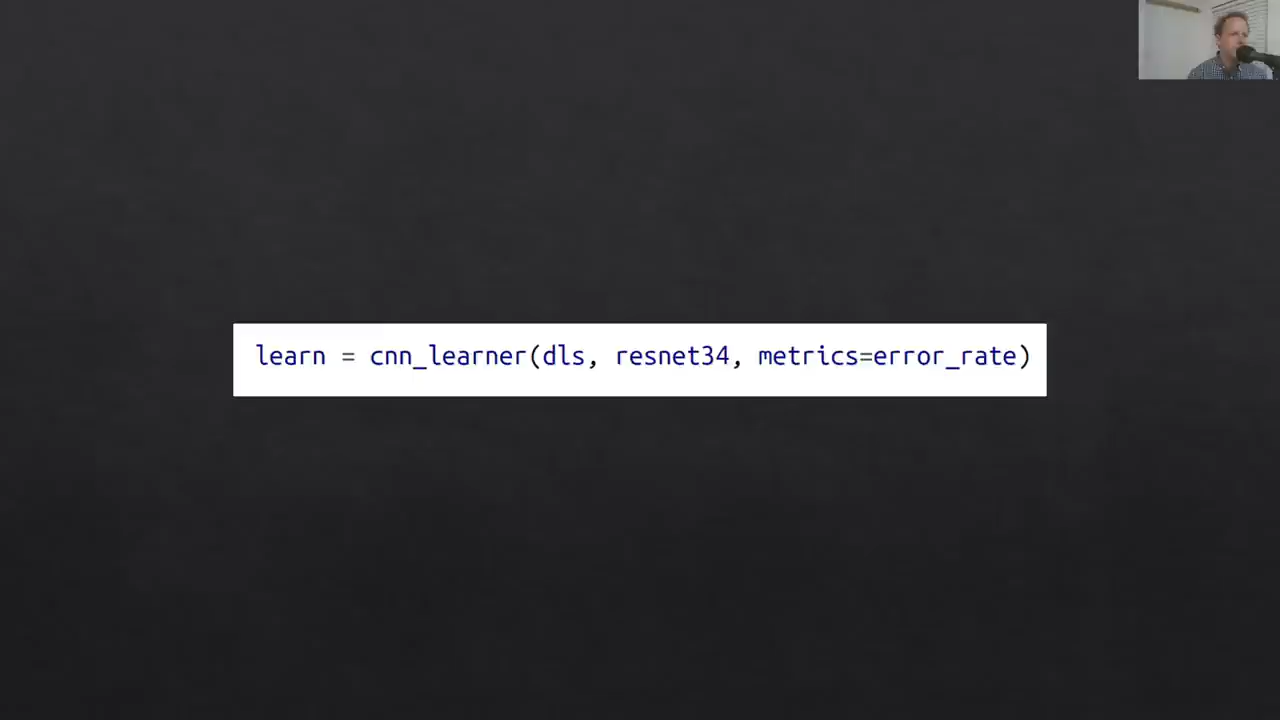 learn = cnn_learner(dls, resnet34, metrics=error_rate)